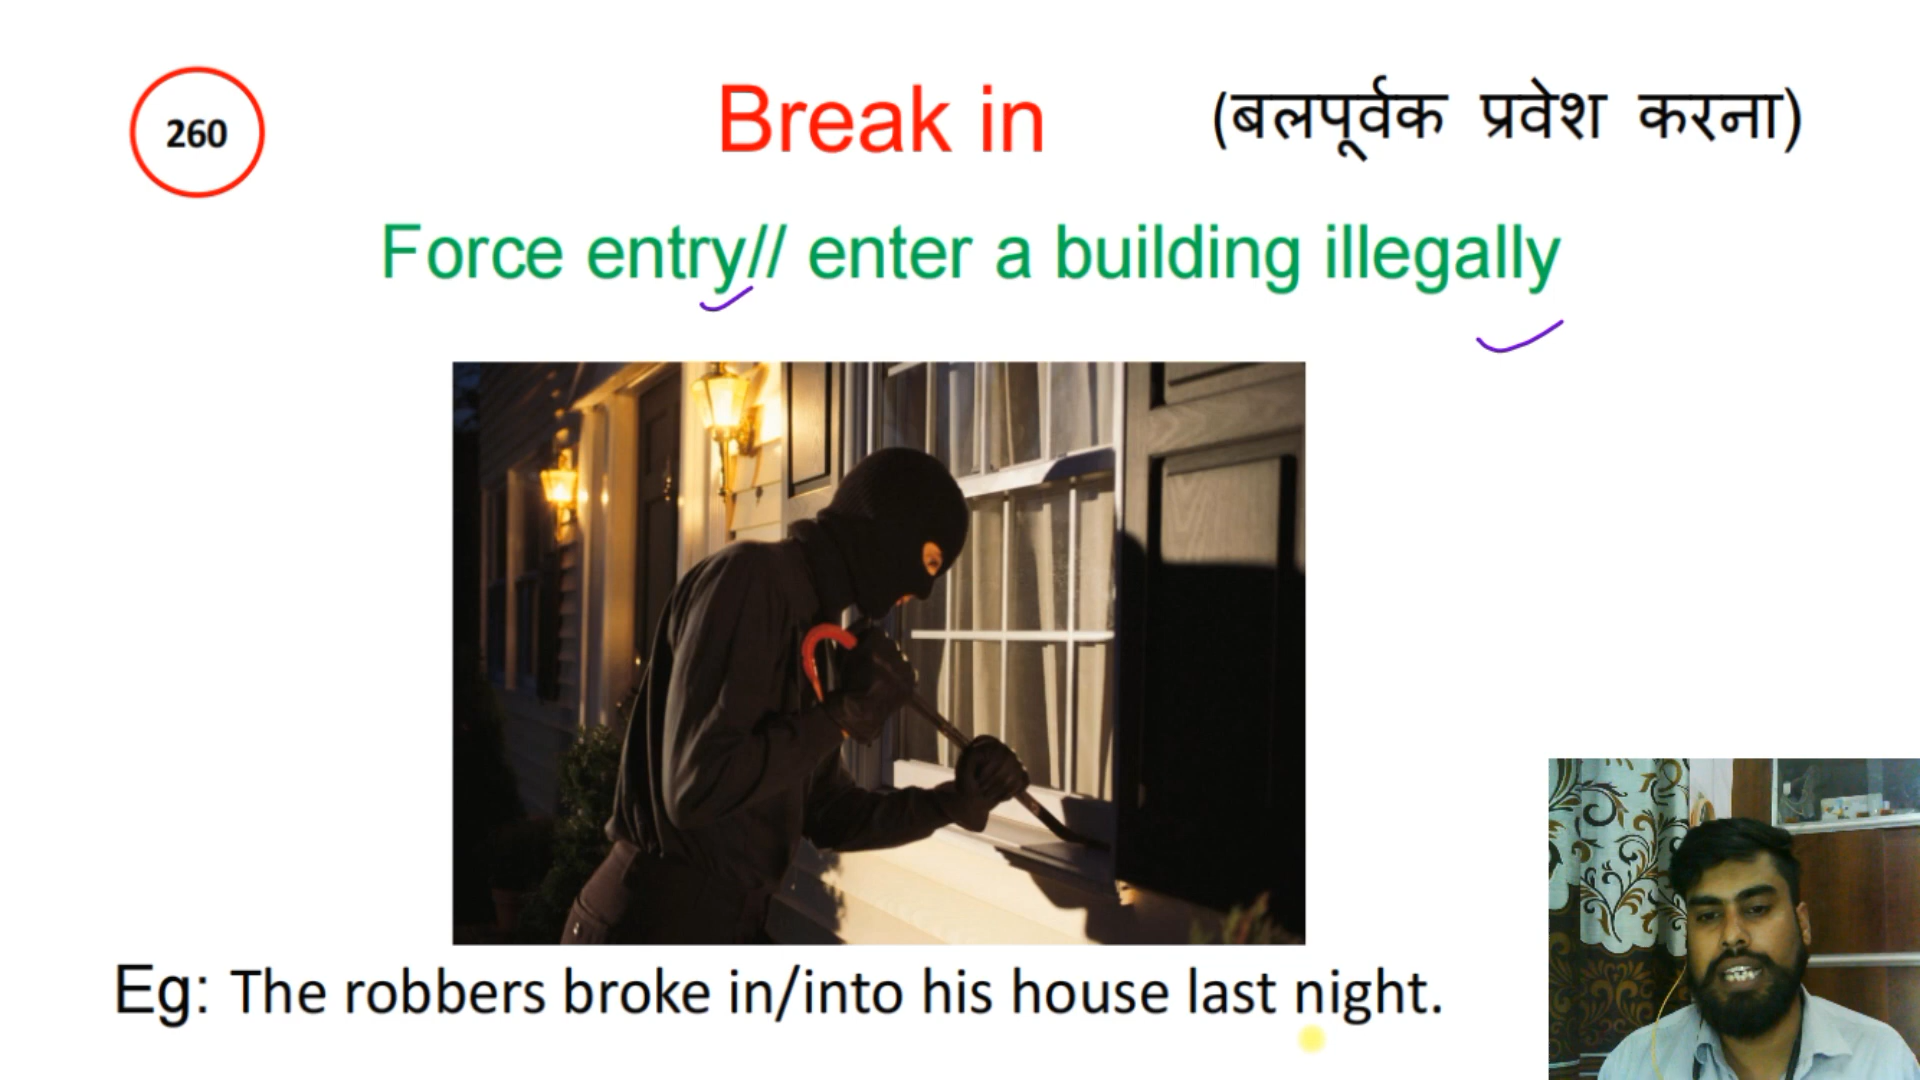 260
Break in (बलपूर्वक प्रवेश करना)
Force entry// enter a building illegally
Eg: The robbers broke in/into his house last night.